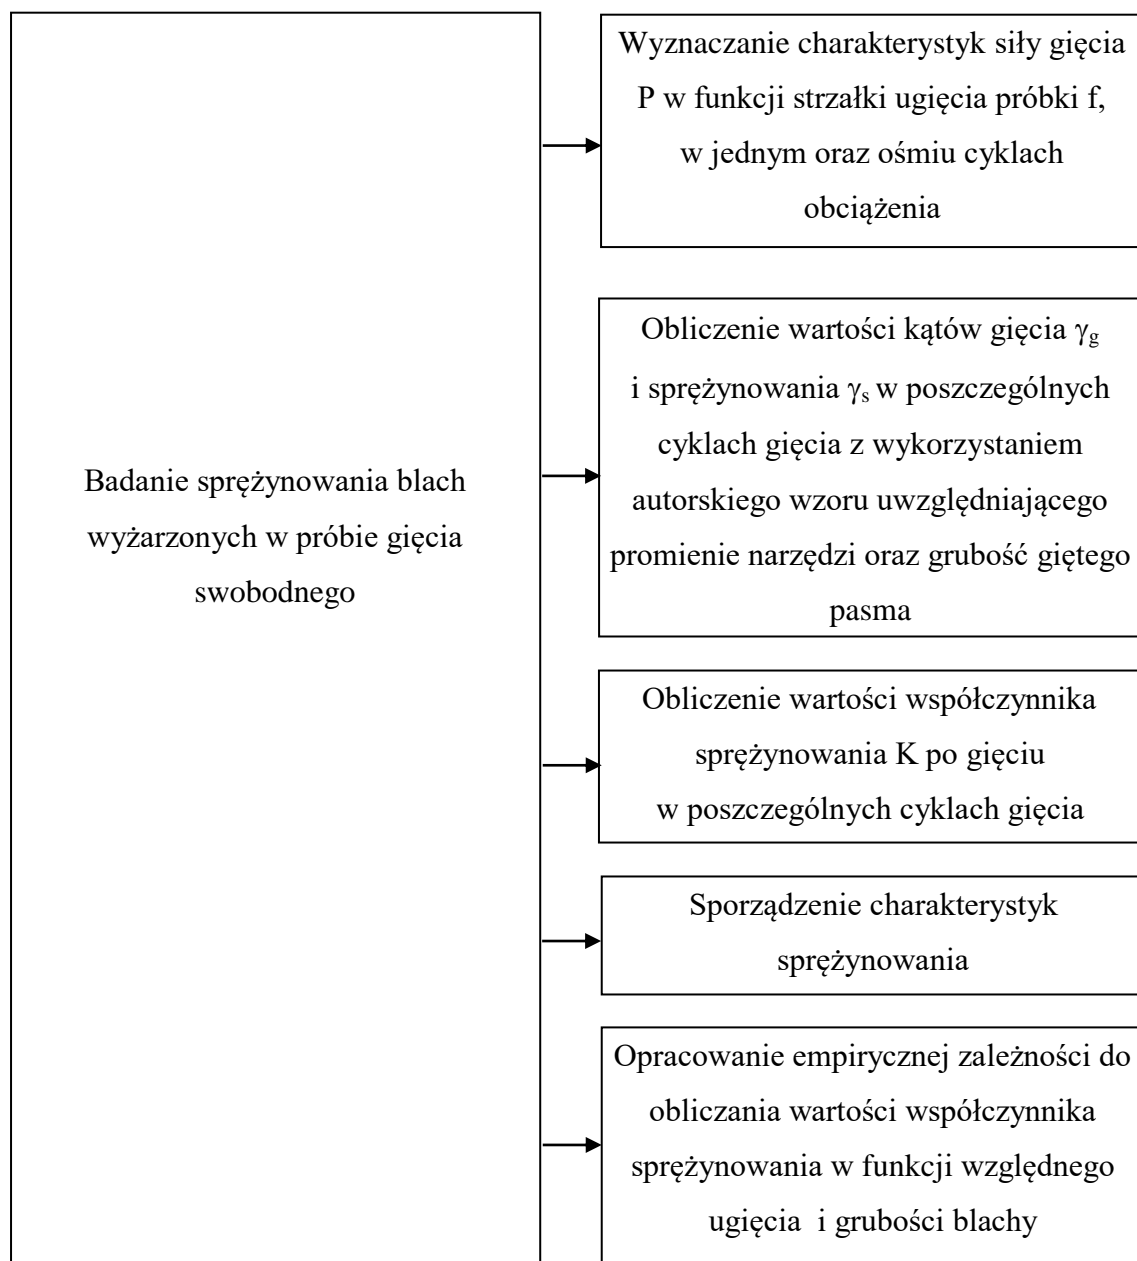 Badanie sprężynowania blach
wyżarzonych w próbie gięcia
swobodnego
Wyznaczanie charakterystyk siły gięcia
P w funkcji strzałki ugięcia próbki f,
w jednym oraz ośmiu cyklach
obciążenia
Obliczenie wartości kątów gięcia γg
i sprężynowania γs w poszczególnych
cyklach gięcia z wykorzystaniem
autorskiego wzoru uwzględniającego
promienie narzędzi oraz grubość giętego
pasma
Obliczenie wartości współczynnika
sprężynowania K po gięciu
w poszczególnych cyklach gięcia
Sporządzenie charakterystyk
sprężynowania
Opracowanie empirycznej zależności do
obliczania wartości współczynnika
sprężynowania w funkcji względnego
ugięcia i grubości blachy